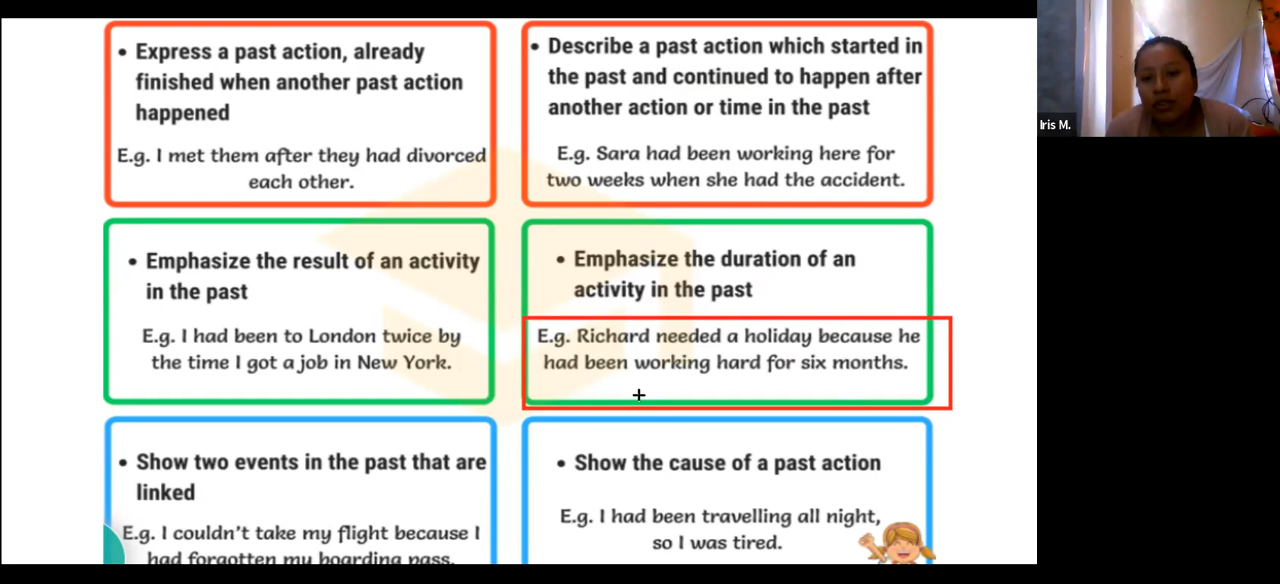 • Express a past action, already
finished when another past action
happened
E.g. I met them after they had divorced
each other.
• Describe a past action which started in
the past and continued to happen after
another action or time in the past
E.g. Sara had been working here for
two weeks when she had the accident.
• Emphasize the result of an activity
in the past
E.g. I had been to London twice by
the time I got a job in New York.
• Emphasize the duration of an
activity in the past
E.g. Richard needed a holiday because he
had been working hard for six months.
• Show two events in the past that are
linked
E.g. I couldn't take my flight because I
had forgotten my boarding pass.
• Show the cause of a past action
E.g. I had been travelling all night,
so I was tired.
Iris M.